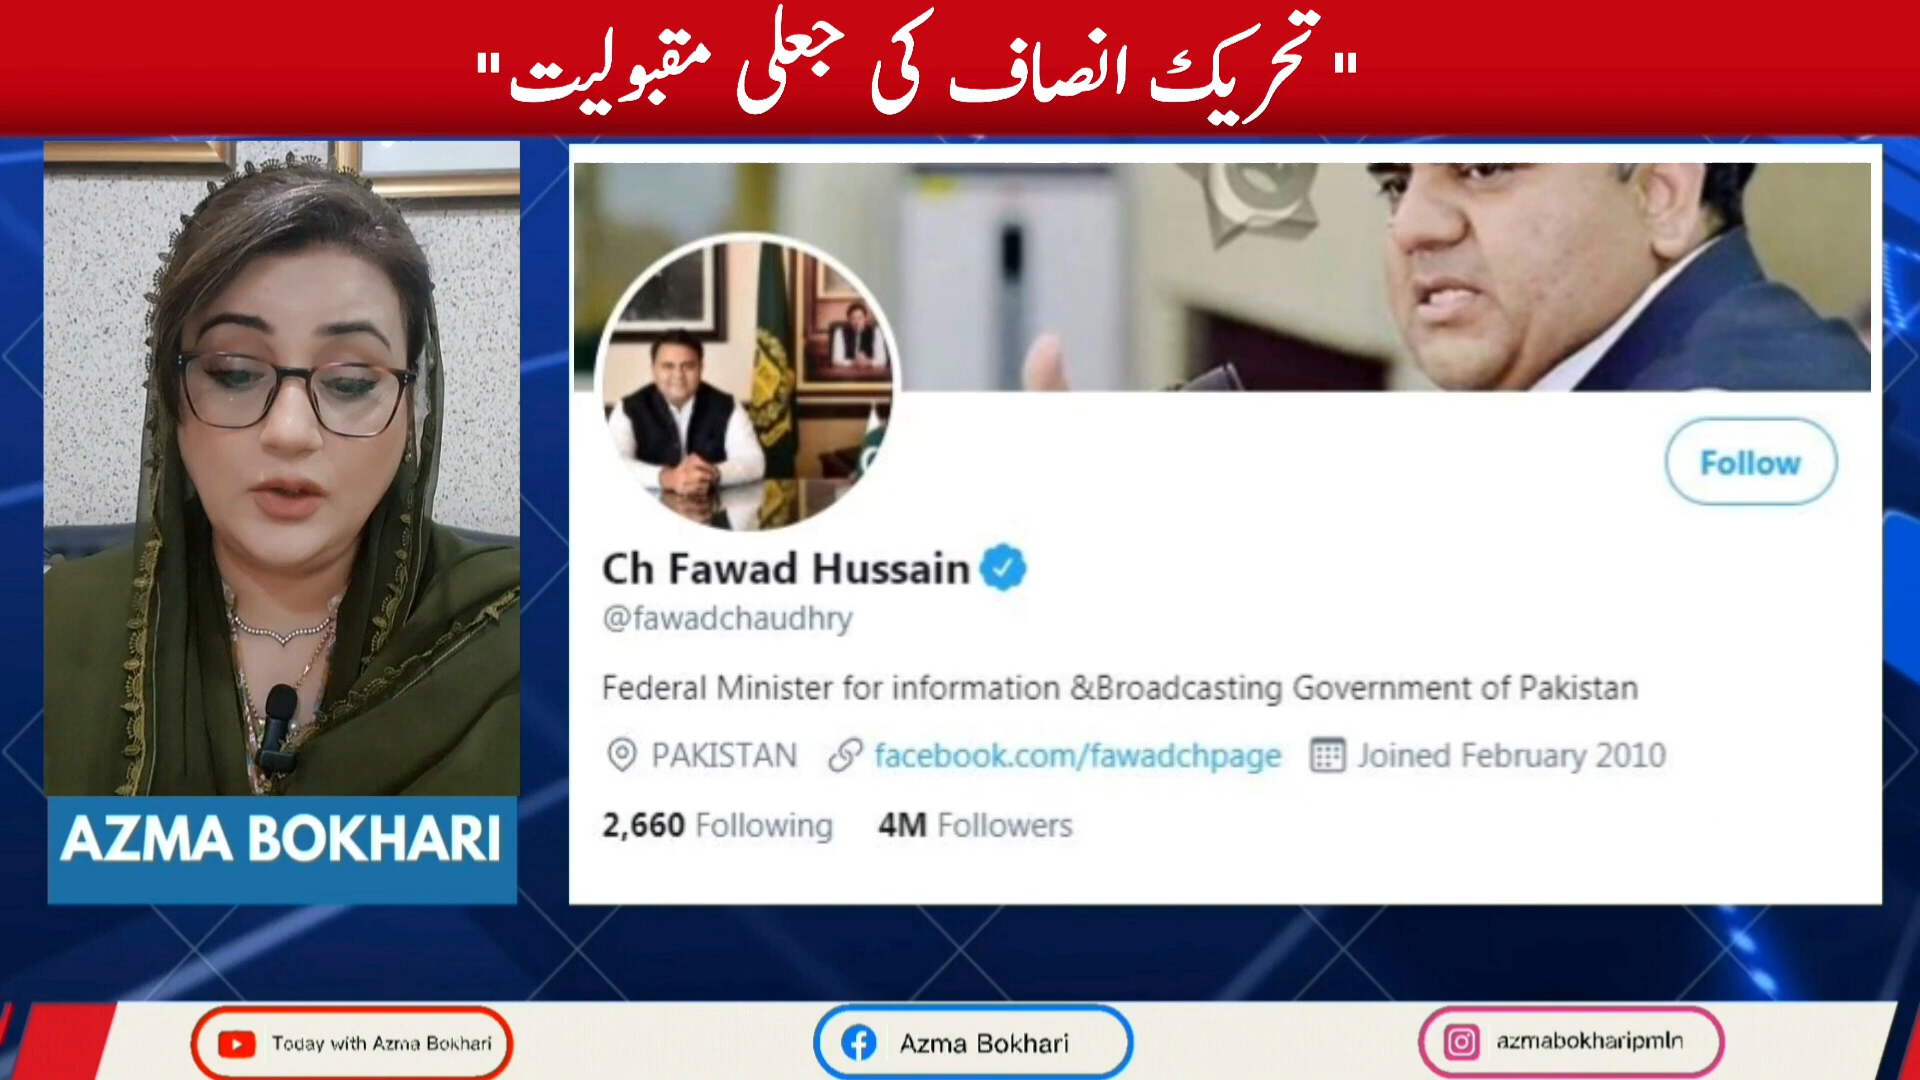 "تحریک انصاف کی جعلی مقبولیت"
AZMA BOKHARI
Follow
Ch Fawad Hussain
@fawadchaudhry
Federal Minister for information &Broadcasting Government of Pakistan
PAKISTAN facebook.com/fawadchpage Joined February 2010
2,660 Following 4M Followers
Today with Azma Bokhari
Azma Bokhari
azmabokharipmln